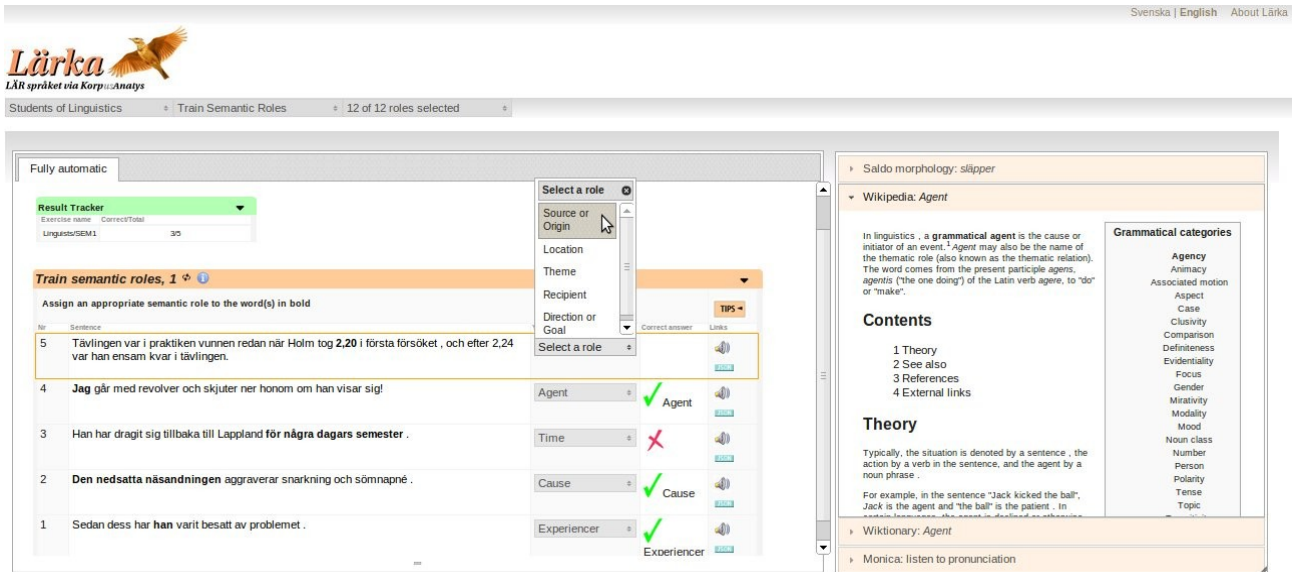 Svenska | English About Lärka
Lärka
LÄR språket via KorpusAnalys
Students of Linguistics Train Semantic Roles 12 of 12 roles selected
Fully automatic
Result Tracker
Exercise name Correct/Total
Linguists/SEM1 3/5
Select a role
Source or
Origin
Location
Theme
Recipient
Direction or
Goal
Train semantic roles, 1
Assign an appropriate semantic role to the word(s) in bold
TIPS
Nr Sentence Correct answer Links
5 Tävlingen var i praktiken vunnen redan när Holm tog 2,20 i första försöket , och efter 2,24 Select a role
var han ensam kvar i tävlingen.
JSON
4 Jag går med revolver och skjuter ner honom om han visar sig! Agent Agent
JSON
3 Han har dragit sig tillbaka till Lappland för några dagars semester . Time
JSON
2 Den nedsatta näsandningen aggraverar snarkning och sömnapné . Cause Cause
JSON
1 Sedan dess har han varit besatt av problemet . Experiencer Experiencer
JSON
Saldo morphology: släpper
Wikipedia: Agent
In linguistics , a grammatical agent is the cause or
initiator of an event.1 Agent may also be the name of
the thematic role (also known as the thematic relation).
The word comes from the present participle agens,
agentis ("the one doing") of the Latin verb agere, to "do"
or "make".
Contents
1 Theory
2 See also
3 References
4 External links
Theory
Typically, the situation is denoted by a sentence , the
action by a verb in the sentence, and the agent by a
noun phrase .
For example, in the sentence "Jack kicked the ball",
Jack is the agent and "the ball" is the patient . In
Grammatical categories
Agency
Animacy
Associated motion
Aspect
Case
Clusivity
Comparison
Definiteness
Evidentiality
Focus
Gender
Mirativity
Modality
Mood
Noun class
Number
Person
Polarity
Tense
Topic
Wiktionary: Agent
Monica: listen to pronunciation